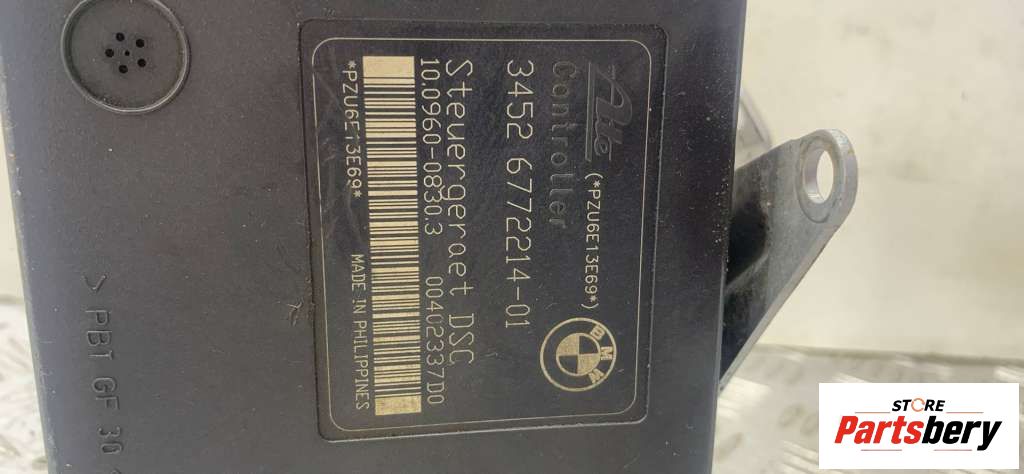 Ate
(*PZU6E13E69*)
Controller
BMW
3452 6772214-01
Steuergeraet DSC
10.0960-0830.3 00402337D0
*PZU6E13E69* MADE IN PHILIPPINES
>PBT GF 30<
STORE
Partsbery